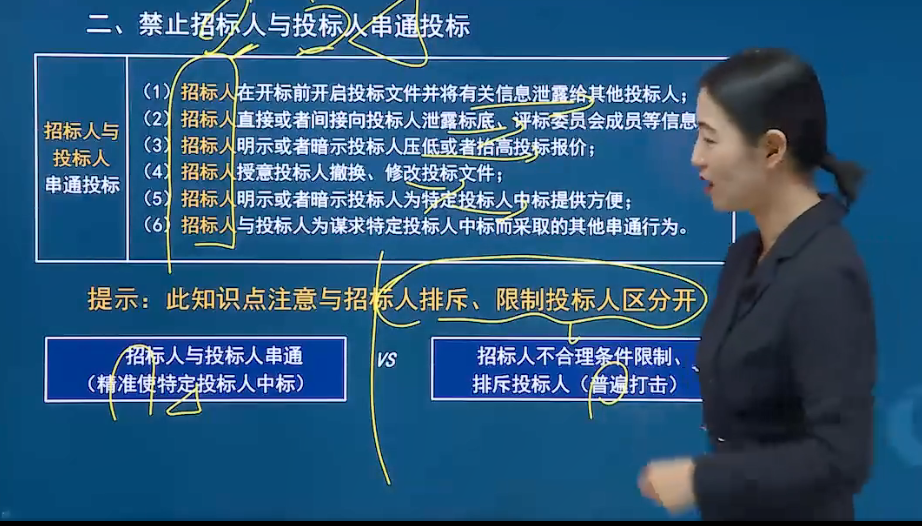 二、禁止招标人与投标人串通投标
招标人与
投标人
串通投标
（1）招标人在开标前开启投标文件并将有关信息泄露给其他投标人；
（2）招标人直接或者间接向投标人泄露标底、评标委员会成员等信息
（3）招标人明示或者暗示投标人压低或者抬高投标报价；
（4）招标人授意投标人撤换、修改投标文件；
（5）招标人明示或者暗示投标人为特定投标人中标提供方便；
（6）招标人与投标人为谋求特定投标人中标而采取的其他串通行为。
提示：此知识点注意与招标人排斥、限制投标人区分开
招标人与投标人串通
（精准使特定投标人中标）
VS
招标人不合理条件限制、
排斥投标人（普遍打击）